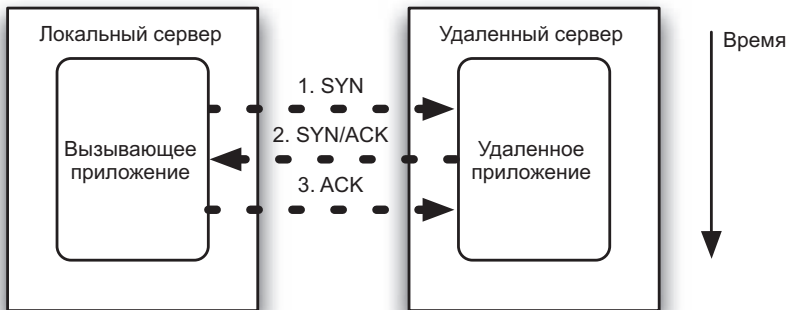 Локальный сервер
Удаленный сервер
Время
1. SYN
2. SYN/ACK
Вызывающее
приложение
Удаленное
приложение
3. ACK